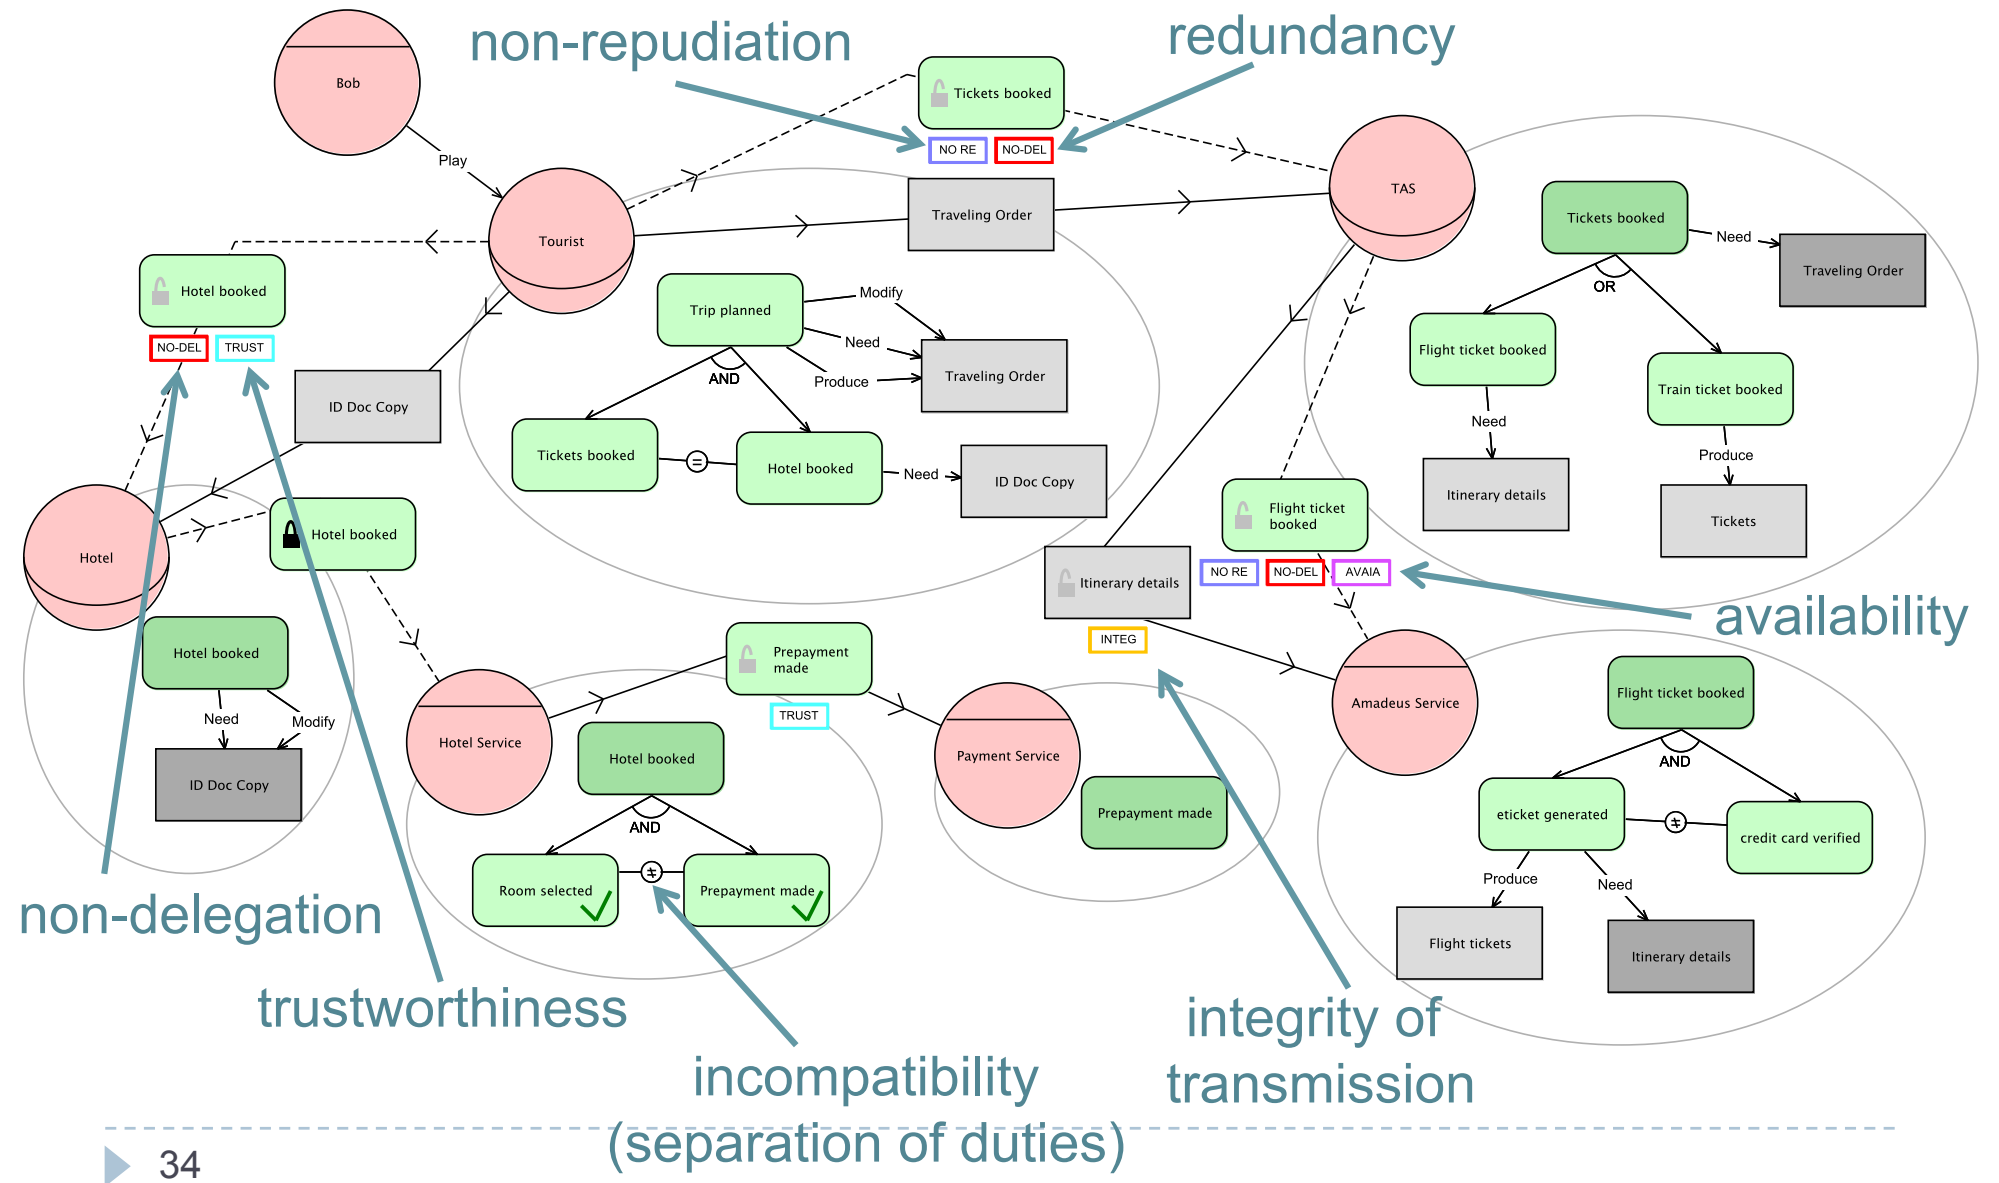 non-repudiation
redundancy
Bob
Tickets booked
NO RE
NO-DEL
Play
Tourist
Traveling Order
TAS
Tickets booked
Need
Traveling Order
OR
Flight ticket booked
Train ticket booked
Need
Produce
Itinerary details
Tickets
Hotel booked
NO-DEL
TRUST
ID Doc Copy
Trip planned
Modify
Need
Produce
Traveling Order
AND
Tickets booked
=
Hotel booked
Need
ID Doc Copy
Hotel
Hotel booked
Flight ticket
booked
NO RE
NO-DEL
AVAIA
Itinerary details
INTEG
availability
Hotel booked
Need
Modify
ID Doc Copy
Prepayment
made
TRUST
Hotel Service
Hotel booked
AND
Room selected
≠
Prepayment made
Payment Service
Prepayment made
Amadeus Service
Flight ticket booked
AND
eticket generated
≠
credit card verified
Produce
Need
Flight tickets
Itinerary details
non-delegation
trustworthiness
incompatibility
(separation of duties)
integrity of
transmission
34